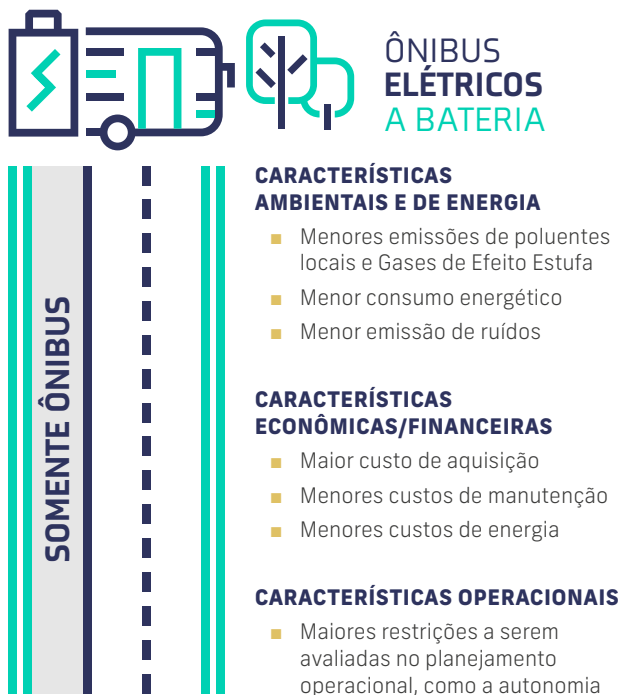 ÔNIBUS
ELÉTRICOS
A BATERIA
CARACTERÍSTICAS
AMBIENTAIS E DE ENERGIA
■ Menores emissões de poluentes
locais e Gases de Efeito Estufa
■ Menor consumo energético
■ Menor emissão de ruídos
CARACTERÍSTICAS
ECONÔMICAS/FINANCEIRAS
■ Maior custo de aquisição
■ Menores custos de manutenção
■ Menores custos de energia
CARACTERÍSTICAS OPERACIONAIS
■ Maiores restrições a serem
avaliadas no planejamento
operacional, como a autonomia
SOMENTE ÔNIBUS